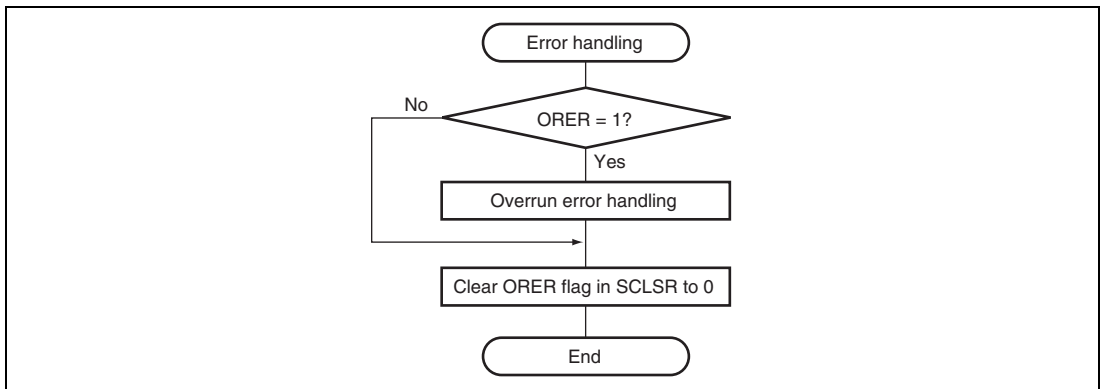 Error handling
No
ORER = 1?
Yes
Overrun error handling
Clear ORER flag in SCLSR to 0
End